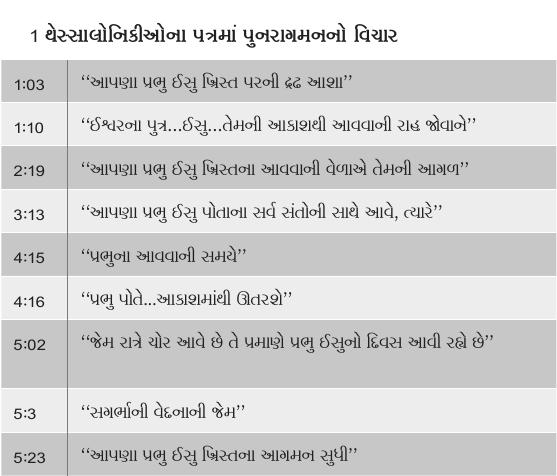 1 થેસ્સાલોનિકીઓના પત્રમાં પુનરાગમનનો વિચાર
1:03 “આપણા પ્રભુ ઈસુ ખ્રિસ્ત પરની દ્રઢ આશા”
1:10 “ઈશ્વરના પુત્ર...ઈસુ...તેમની આકાશથી આવવાની રાહ જોવાને”
2:19 “આપણા પ્રભુ ઈસુ ખ્રિસ્તના આવવાની વેળાએ તેમની આગળ”
3:13 “આપણા પ્રભુ ઈસુ પોતાના સર્વ સંતોની સાથે આવે, ત્યારે”
4:15 “પ્રભુના આવવાની સમયે”
4:16 “પ્રભુ પોતે...આકાશમાંથી ઊતરશે”
5:02 “જેમ રાત્રે ચોર આવે છે તે પ્રમાણે પ્રભુ ઈસુનો દિવસ આવી રહ્યે છે”
5:3 “સગર્ભાની વેદનાની જેમ”
5:23 “આપણા પ્રભુ ઈસુ ખ્રિસ્તના આગમન સુધી”